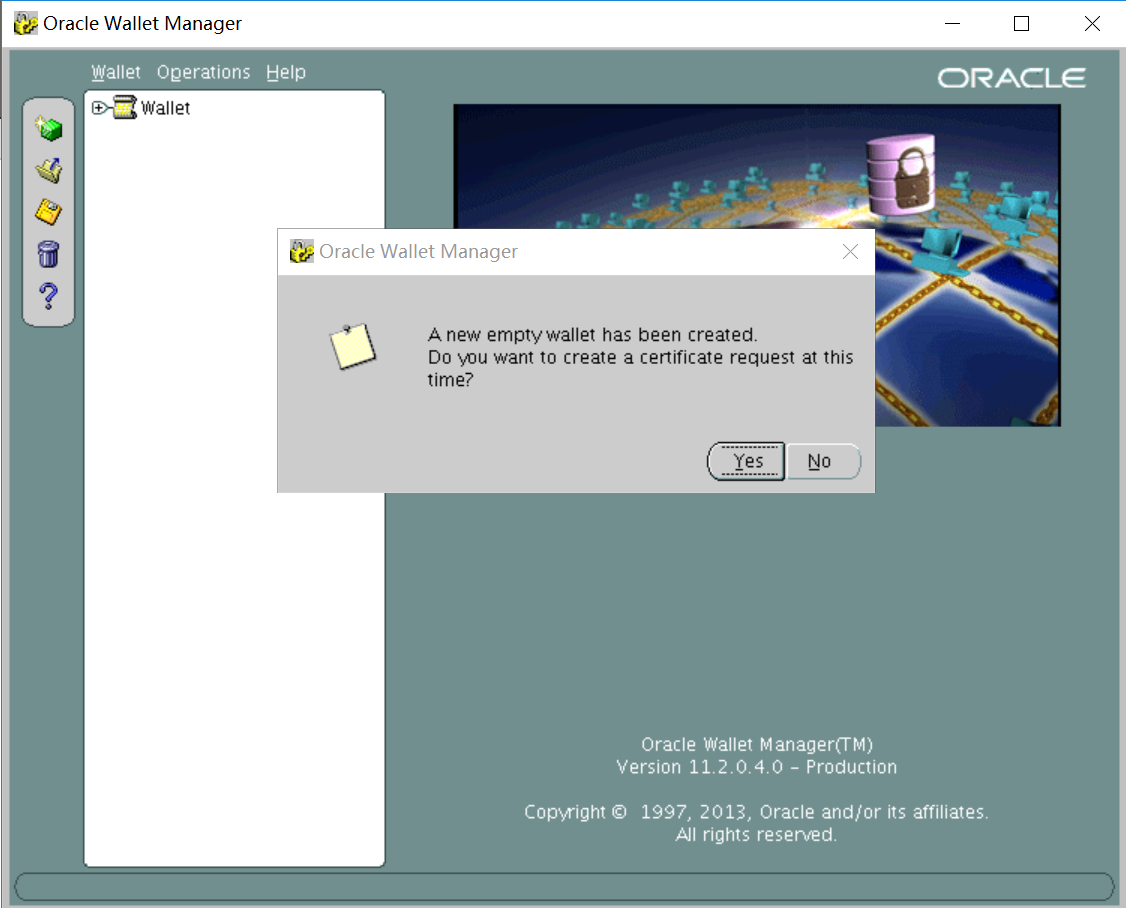 Oracle Wallet Manager
Wallet Operations Help
ORACLE
Wallet
Oracle Wallet Manager
A new empty wallet has been created.
Do you want to create a certificate request at this
time?
Yes No
Oracle Wallet Manager(TM)
Version 11.2.0.4.0 – Production
Copyright © 1997, 2013, Oracle and/or its affiliates.
All rights reserved.